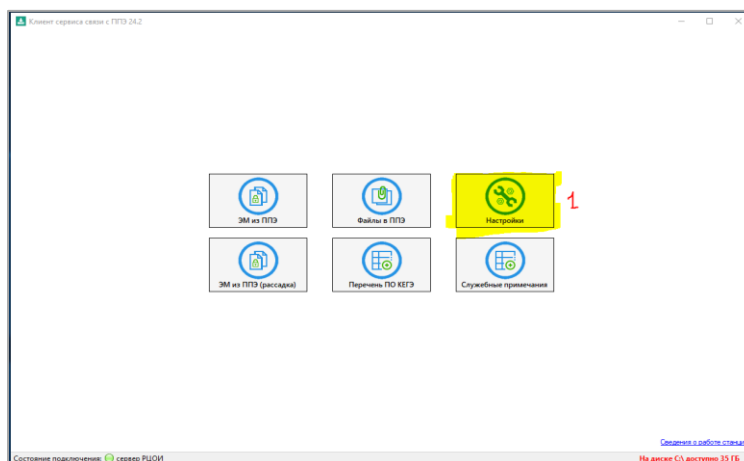 Клиент сервиса связи с ППЭ 24.2
ЭМ из ППЭ
Файлы в ППЭ
Настройки
1
ЭМ из ППЭ (рассадка)
Перечень ПО КЕГЭ
Служебные примечания
Сведения о работе станции
Состояние подключения: сервер РЦОИ
На диске C:\ доступно 35 ГБ